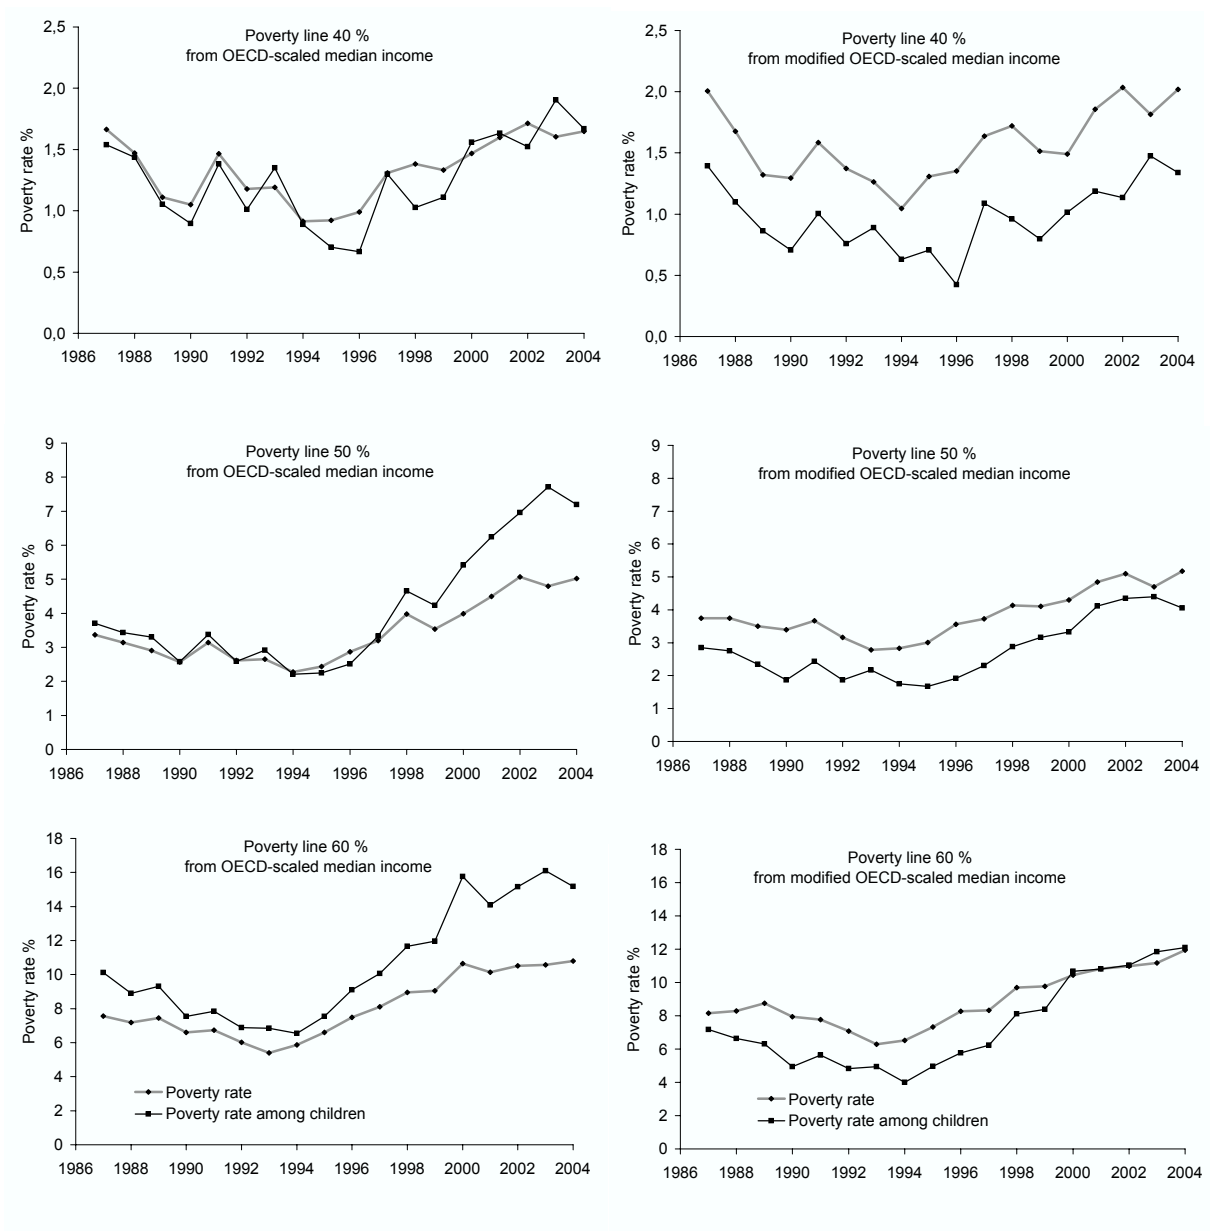 Poverty line 40 %
from OECD-scaled median income
Poverty rate %
2,5
2,0
1,5
1,0
0,5
0,0
1986 1988 1990 1992 1994 1996 1998 2000 2002 2004
Poverty line 40 %
from modified OECD-scaled median income
Poverty rate %
2,5
2,0
1,5
1,0
0,5
0,0
1986 1988 1990 1992 1994 1996 1998 2000 2002 2004
Poverty line 50 %
from OECD-scaled median income
Poverty rate %
9
8
7
6
5
4
3
2
1
0
1986 1988 1990 1992 1994 1996 1998 2000 2002 2004
Poverty line 50 %
from modified OECD-scaled median income
Poverty rate %
9
8
7
6
5
4
3
2
1
0
1986 1988 1990 1992 1994 1996 1998 2000 2002 2004
Poverty line 60 %
from OECD-scaled median income
Poverty rate %
18
16
14
12
10
8
6
4
2
0
Poverty rate
Poverty rate among children
1986 1988 1990 1992 1994 1996 1998 2000 2002 2004
Poverty line 60 %
from modified OECD-scaled median income
Poverty rate %
18
16
14
12
10
8
6
4
2
0
Poverty rate
Poverty rate among children
1986 1988 1990 1992 1994 1996 1998 2000 2002 2004